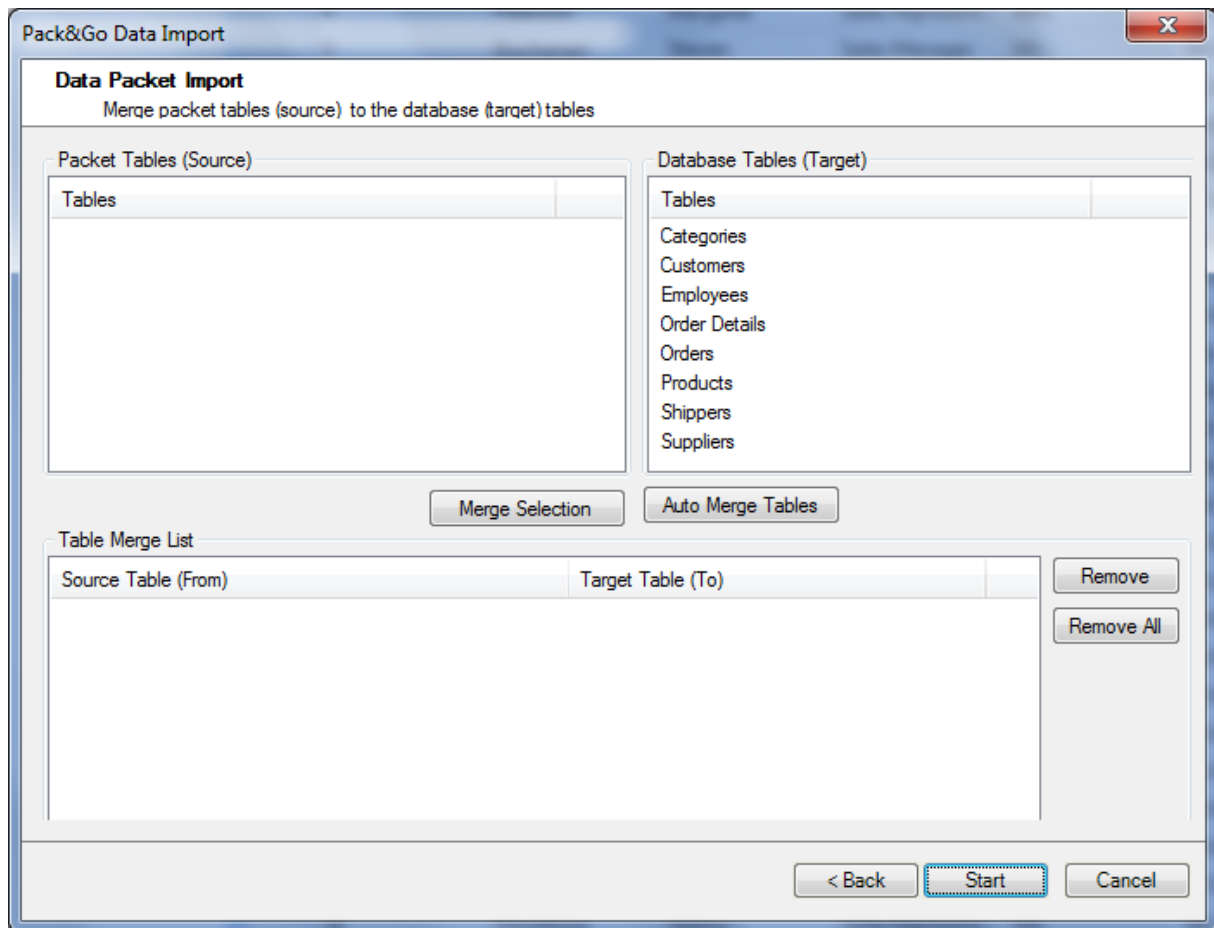 Pack&Go Data Import
Data Packet Import
Merge packet tables (source) to the database (target) tables
Packet Tables (Source)
Tables
Database Tables (Target)
Tables
Categories
Customers
Employees
Order Details
Orders
Products
Shippers
Suppliers
Merge Selection
Auto Merge Tables
Table Merge List
Source Table (From)
Target Table (To)
Remove
Remove All
< Back
Start
Cancel